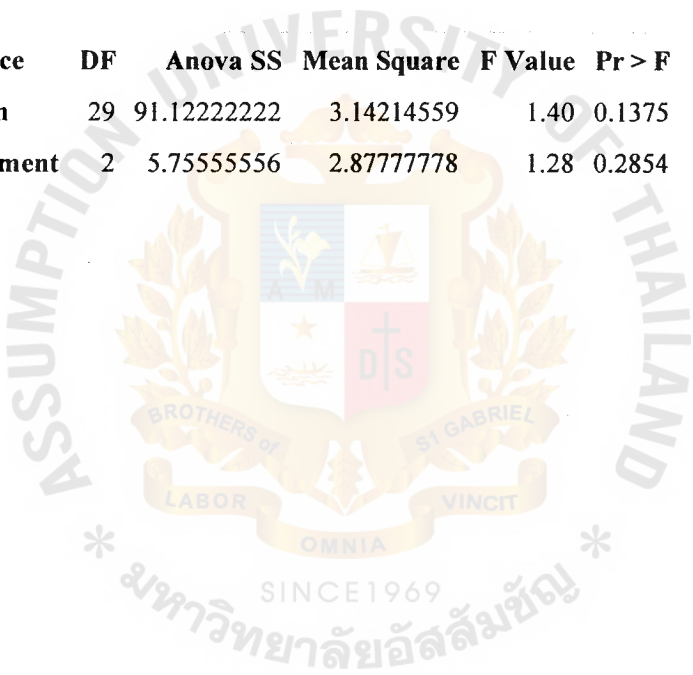 ce DF Anova SS Mean Square F Value Pr > F
n 29 91.12222222 3.14214559 1.40 0.1375
ment 2 5.75555556 2.87777778 1.28 0.2854
ASSUMPTION UNIVERSITY OF THAILAND
A M
D S
BROTHERS of ST GABRIEL
LABOR OMNIA VINCIT
* SINCE1969 *
มหาวิทยาลัยอัสสัมชัญ